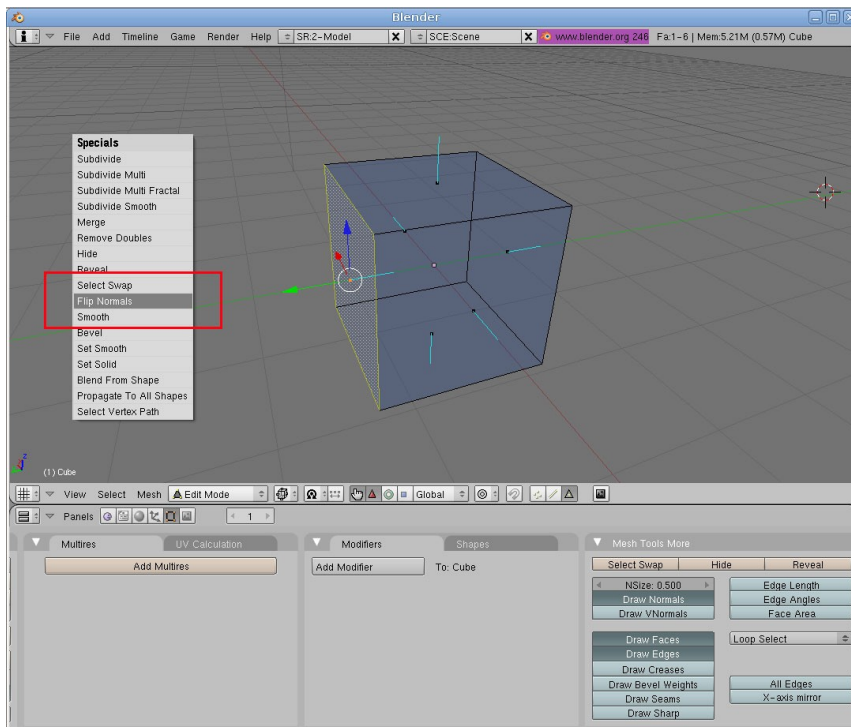 Blender
File Add Timeline Game Render Help SR:2-Model X SCE:Scene X www.blender.org 246 Fa:1-6 | Mem:5.21M (0.57M) Cube
Specials
Subdivide
Subdivide Multi
Subdivide Multi Fractal
Subdivide Smooth
Merge
Remove Doubles
Hide
Reveal
Select Swap
Flip Normals
Smooth
Bevel
Set Smooth
Set Solid
Blend From Shape
Propagate To All Shapes
Select Vertex Path
z
(1) Cube
View Select Mesh Edit Mode Global
Panels 1
Multires UV Calculation
Add Multires
Modifiers Shapes
Add Modifier To: Cube
Mesh Tools More
Select Swap Hide Reveal
NSize: 0.500
Draw Normals
Draw VNormals
Edge Length
Edge Angles
Face Area
Draw Faces
Draw Edges
Draw Creases
Draw Bevel Weights
Draw Seams
Draw Sharp
Loop Select
All Edges
X-axis mirror